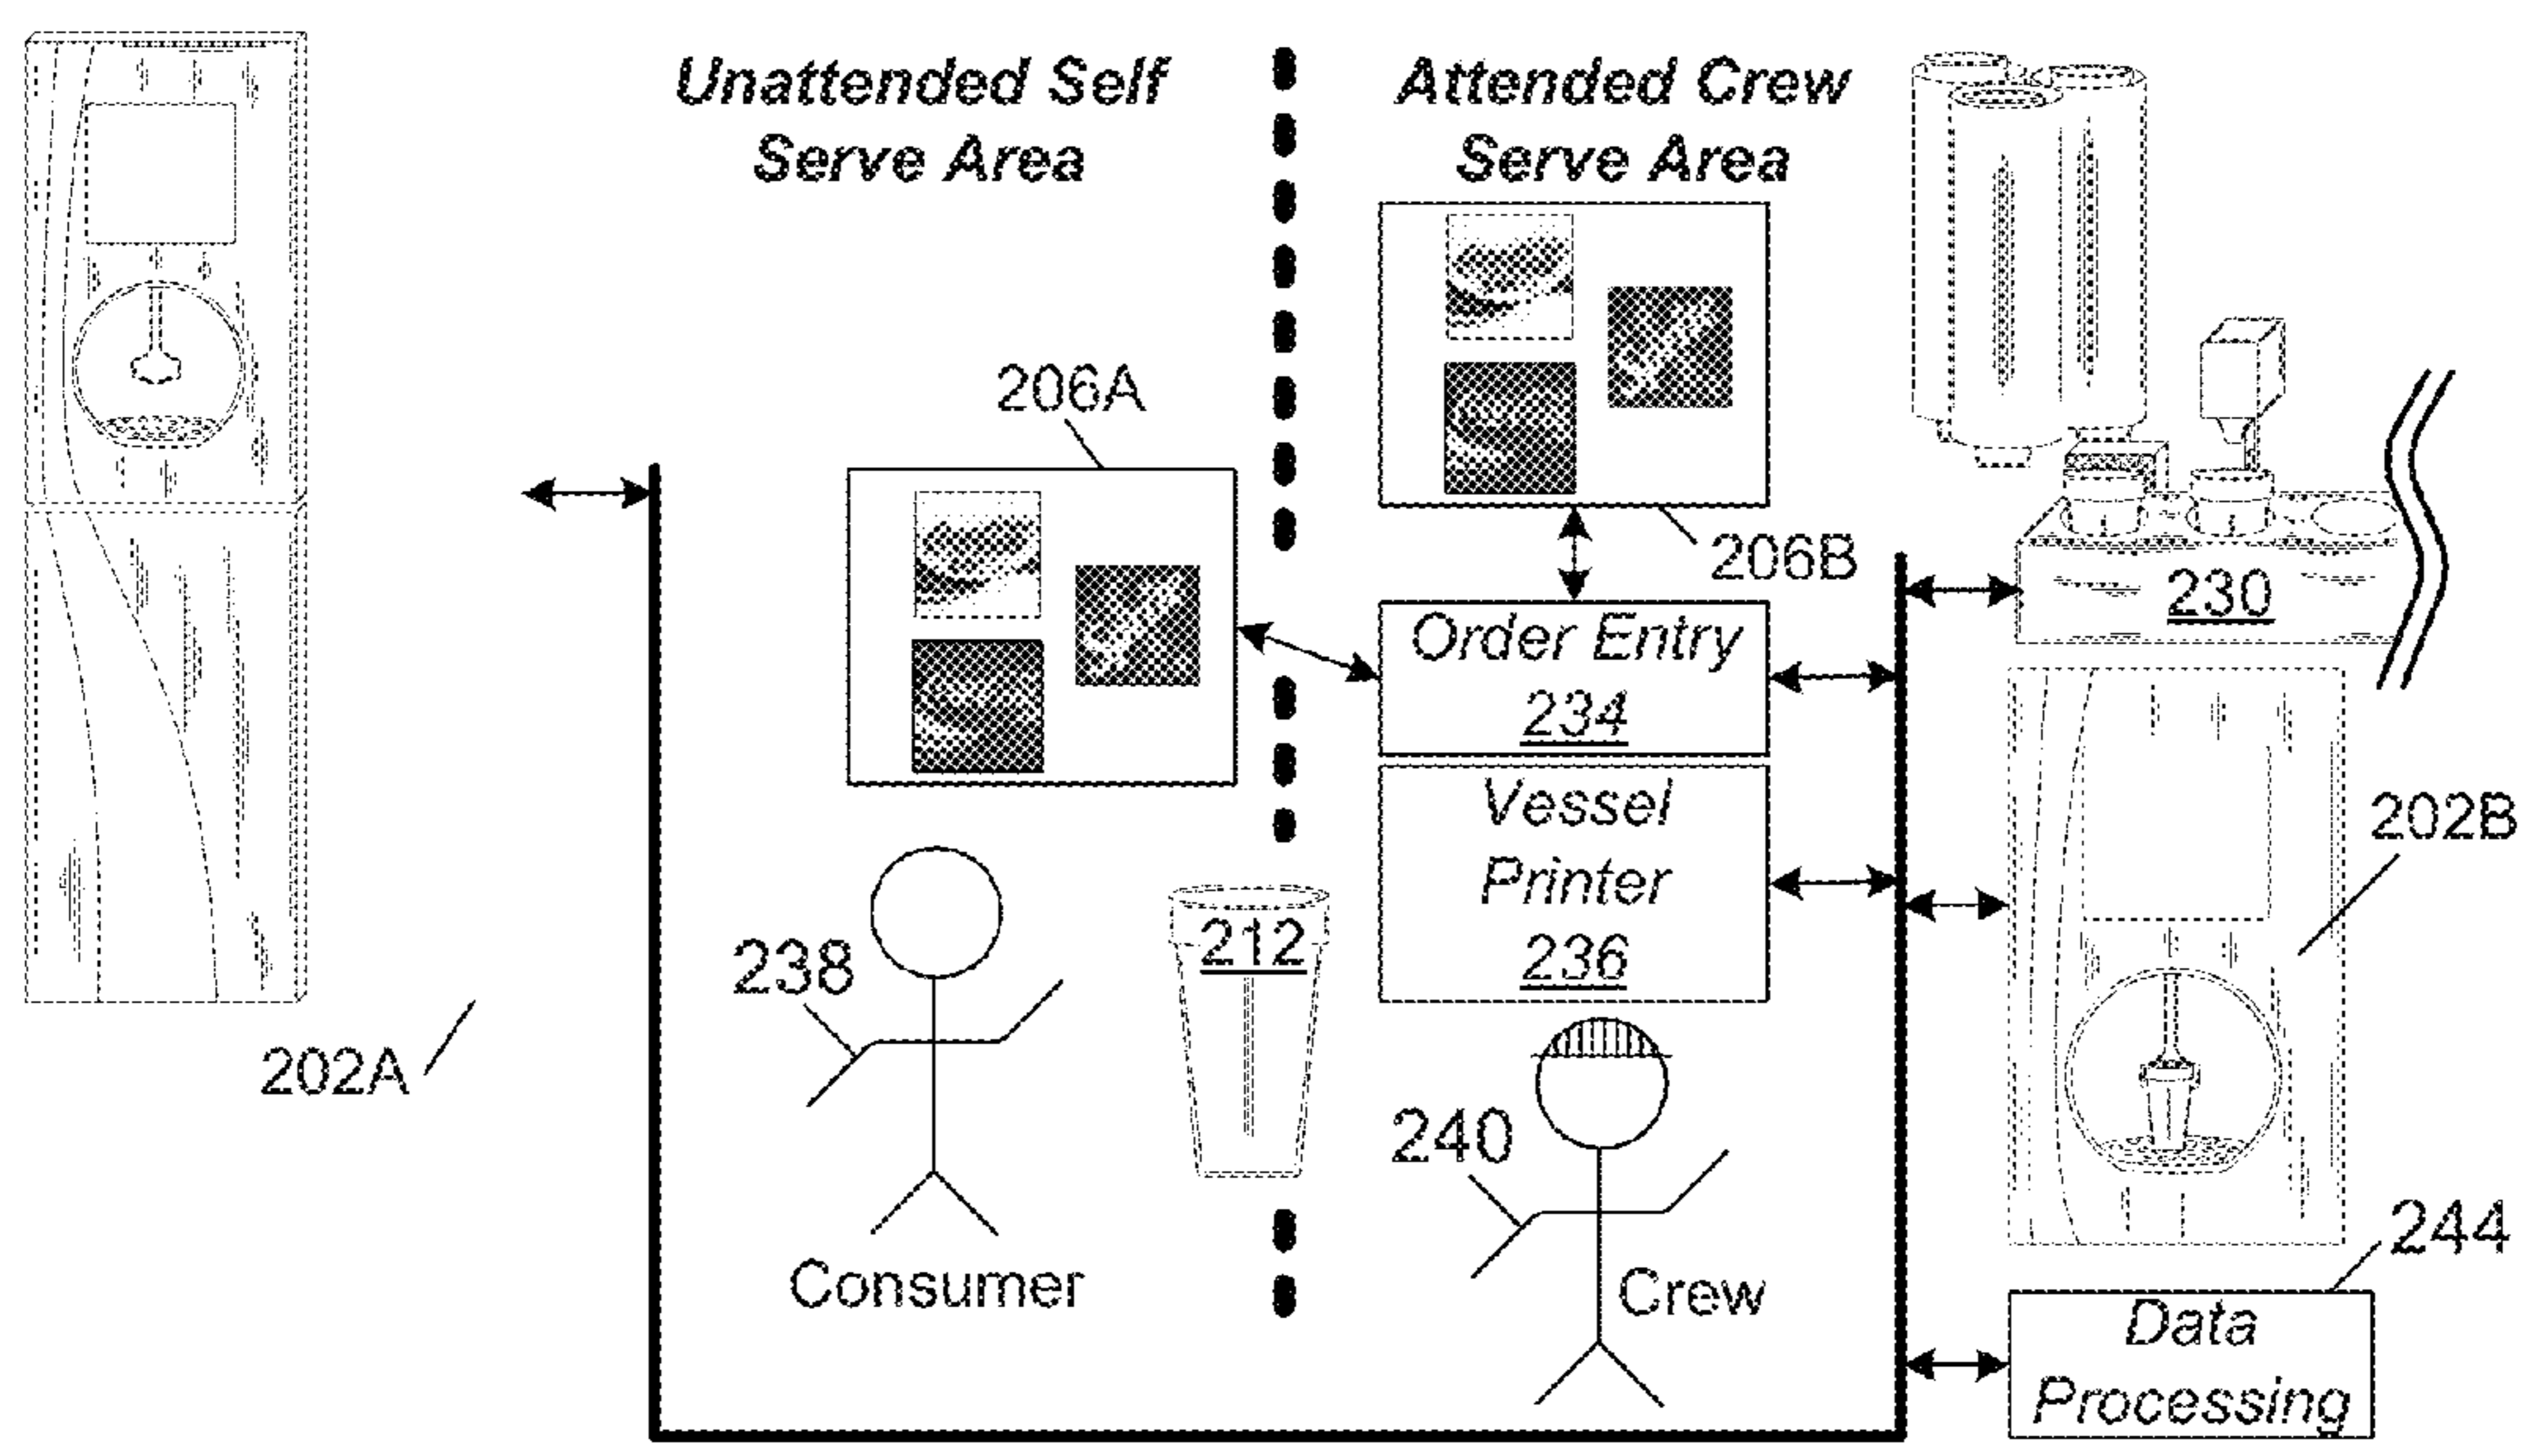 Unattended Self
Serve Area
Attended Crew
Serve Area
206A
206B
230
Order Entry
234
Vessel
Printer
236
202B
212
238
202A
240
244
Consumer
Crew
Data
Processing